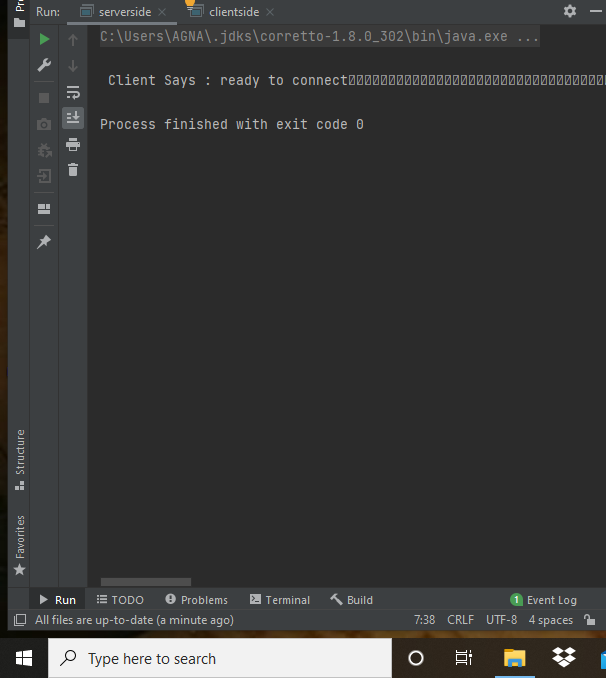 Run: serverside clientside
C:\Users\AGNA\.jdks\corretto-1.8.0_302\bin\java.exe ...
Client Says : ready to connect
Process finished with exit code 0
Structure
Favorites
Run TODO Problems Terminal Build 1 Event Log
All files are up-to-date (a minute ago) 7:38 CRLF UTF-8 4 spaces
Type here to search